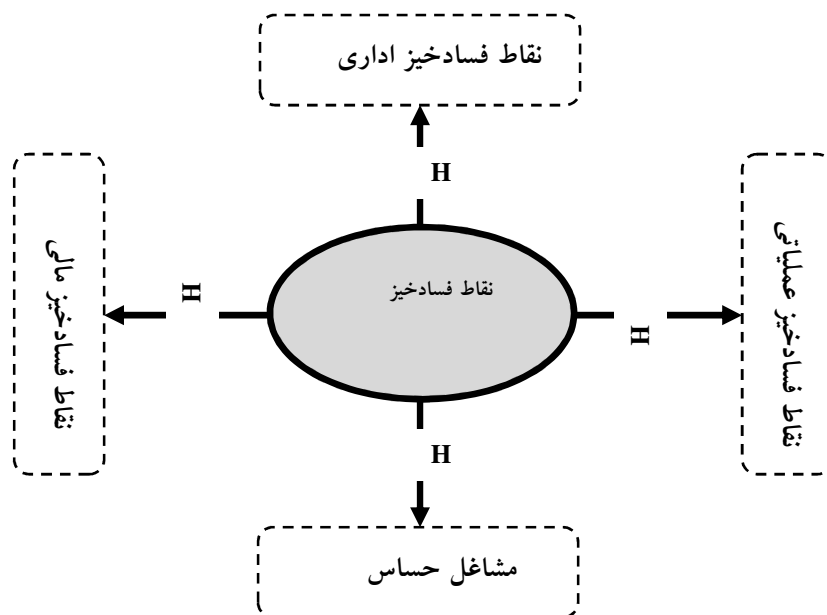 نقاط فسادخیز اداری
H
نقاط فسادخیز عملیاتی
H
نقاط فسادخیز
H
نقاط فسادخیز مالی
H
مشاغل حساس